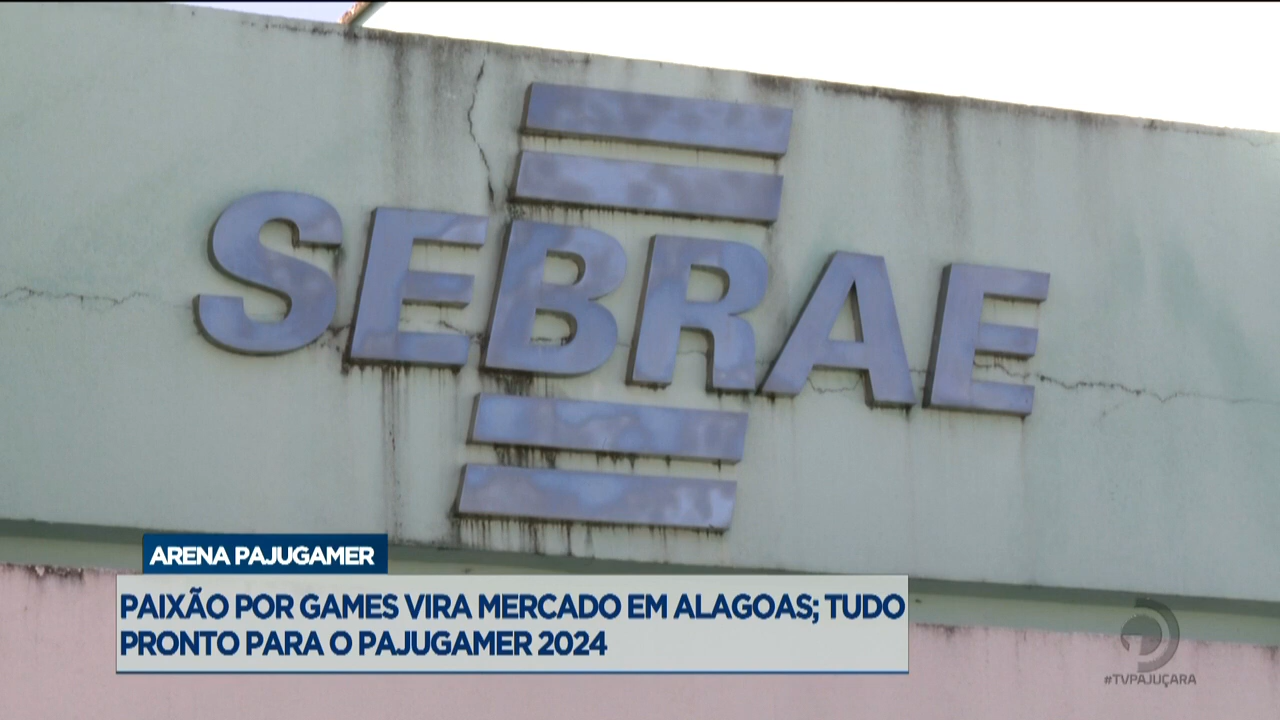 SEBRAE
ARENA PAJUGAMER
PAIXÃO POR GAMES VIRA MERCADO EM ALAGOAS; TUDO
PRONTO PARA O PAJUGAMER 2024
#TVPAJUÇARA